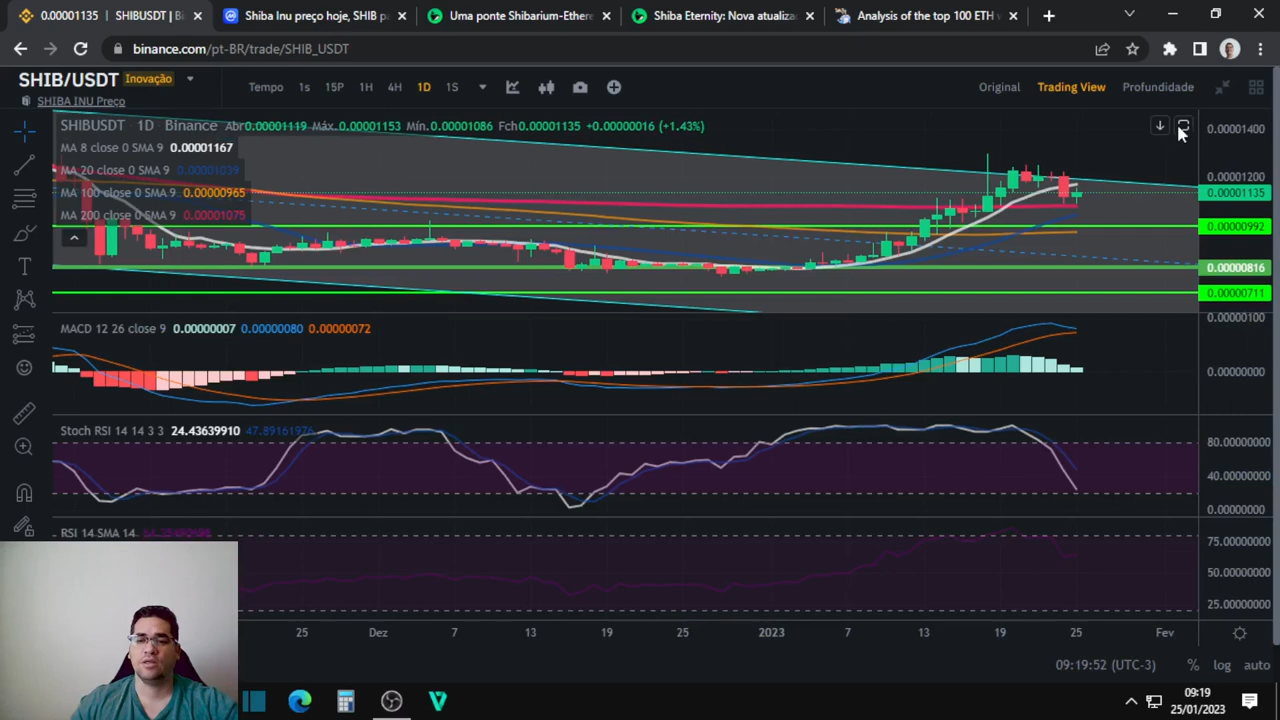 0.00001135 | SHIBUSDT | Bi
Shiba Inu preço hoje, SHIB pa
Uma ponte Shibarium-Ethere
Shiba Eternity: Nova atualiza
Analysis of the top 100 ETH w
binance.com/pt-BR/trade/SHIB_USDT
SHIB/USDT Inovação
SHIBA INU Preço
Tempo 1s 15P 1H 4H 1D 1S
Original Trading View Profundidade
SHIBUSDT 1D Binance Abr0.00001119 Máx.0.00001153 Mín.0.00001086 Fch0.00001135 +0.00000016 (+1.43%)
MA 8 close 0 SMA 9 0.00001167
MA 20 close 0 SMA 9 0.00001039
MA 100 close 0 SMA 9 0.00000965
MA 200 close 0 SMA 9 0.00001075
0.00001400
0.00001200
0.00001135
0.00000992
0.00000816
0.00000711
MACD 12 26 close 9 0.00000007 0.00000080 0.00000072
0.00000100
0.00000000
Stoch RSI 14 14 3 3 24.43639910 47.89161976
80.00000000
40.00000000
0.00000000
RSI 14 SMA 14
75.00000000
50.00000000
25.00000000
25 Dez 7 13 19 25 2023 7 13 19 25 Fev
09:19:52 (UTC-3) % log auto
09:19
25/01/2023